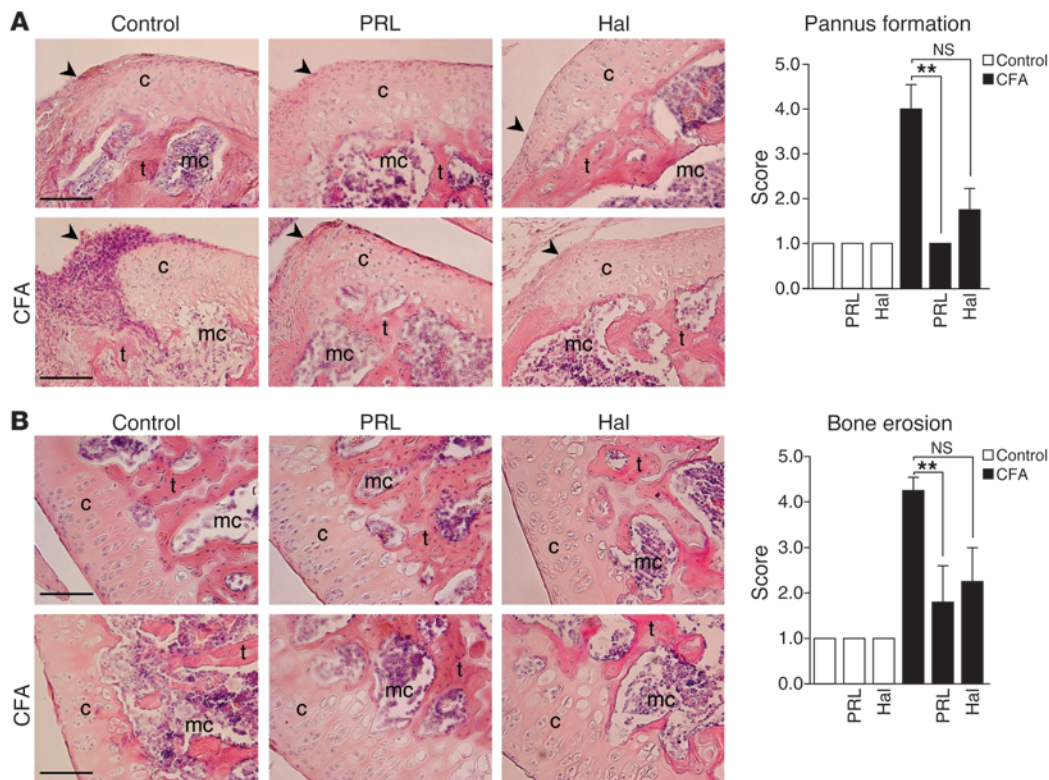 A
Control
PRL
Hal
Pannus formation
c
t
mc
c
mc
t
c
t
mc
CFA
c
t
mc
c
t
mc
c
t
mc
NS
**
Control
CFA
5.0
4.0
3.0
2.0
1.0
0.0
Score
PRL
Hal
PRL
Hal
B
Control
PRL
Hal
Bone erosion
c
t
mc
mc
c
t
t
c
mc
CFA
t
c
mc
t
mc
c
t
mc
c
NS
**
Control
CFA
5.0
4.0
3.0
2.0
1.0
0.0
Score
PRL
Hal
PRL
Hal